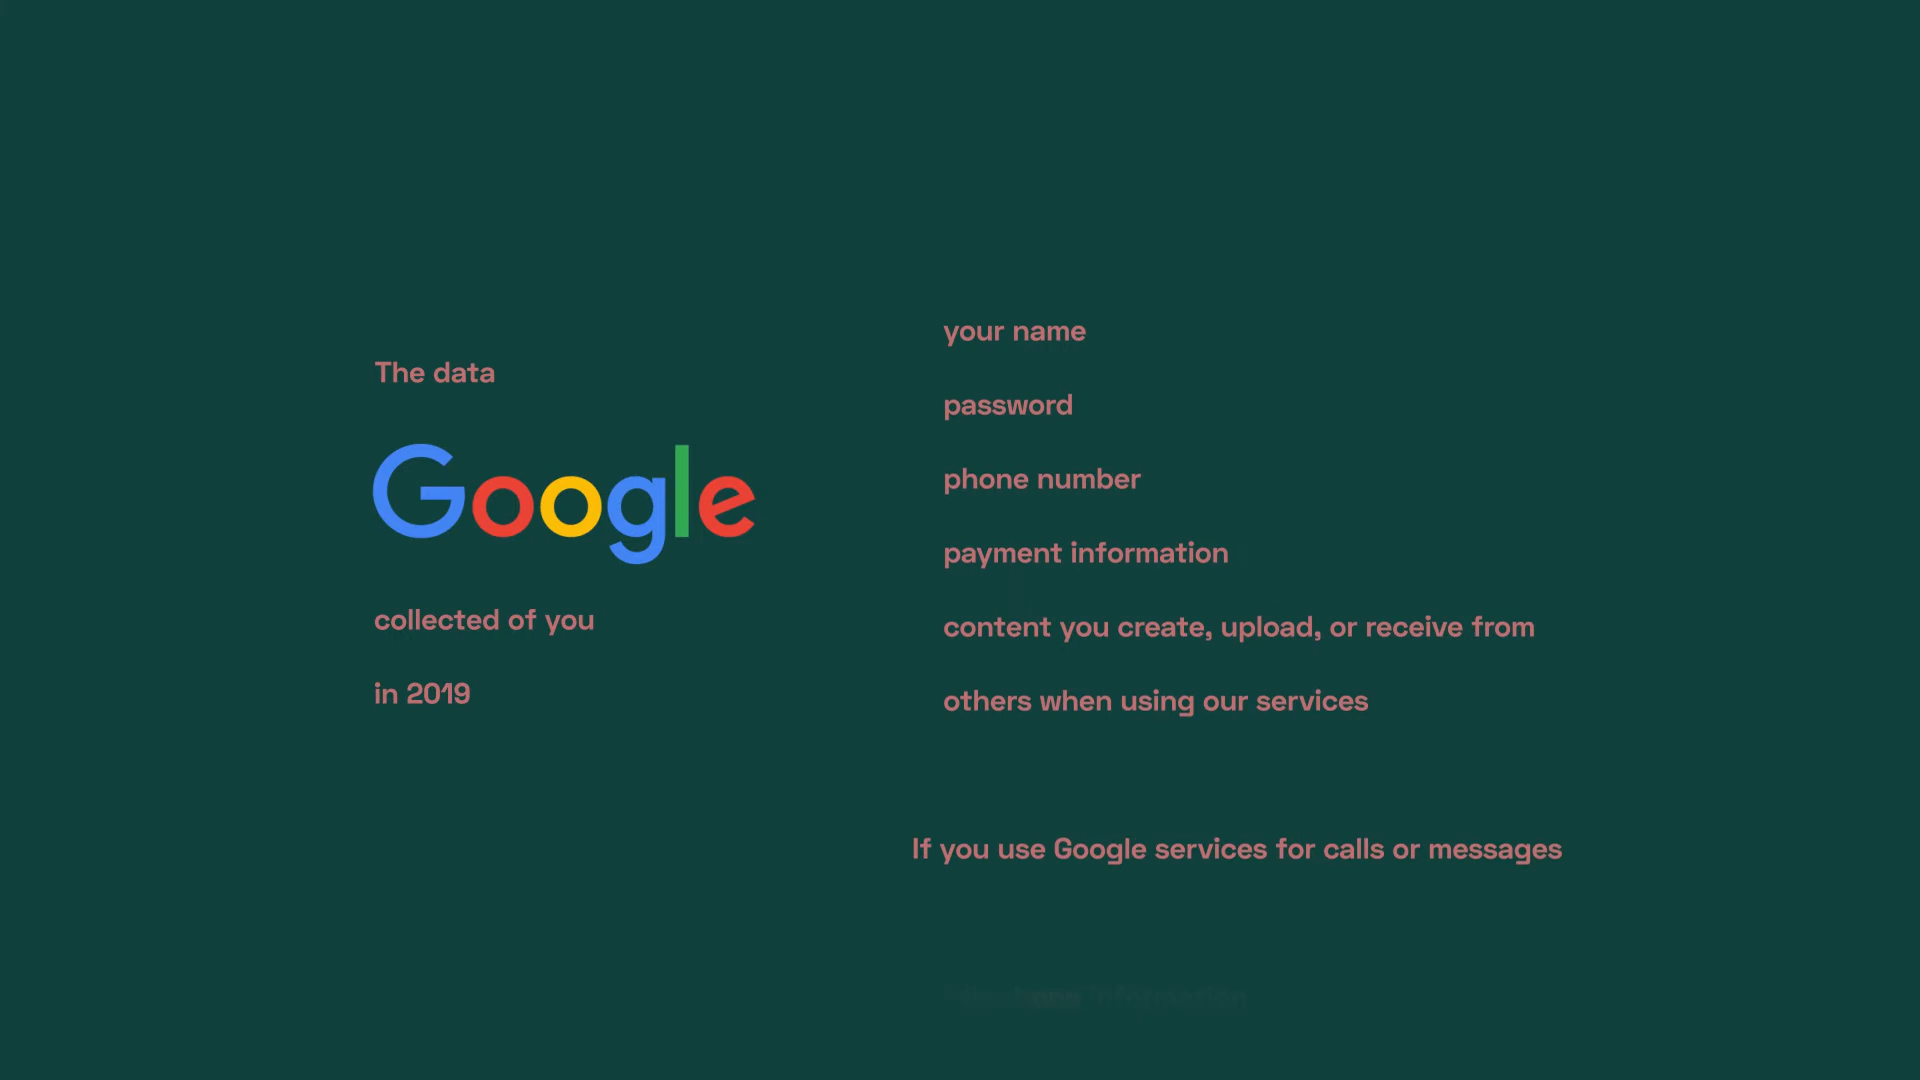 The data
Google
collected of you
in 2019
your name
password
phone number
payment information
content you create, upload, or receive from
others when using our services
If you use Google services for calls or messages